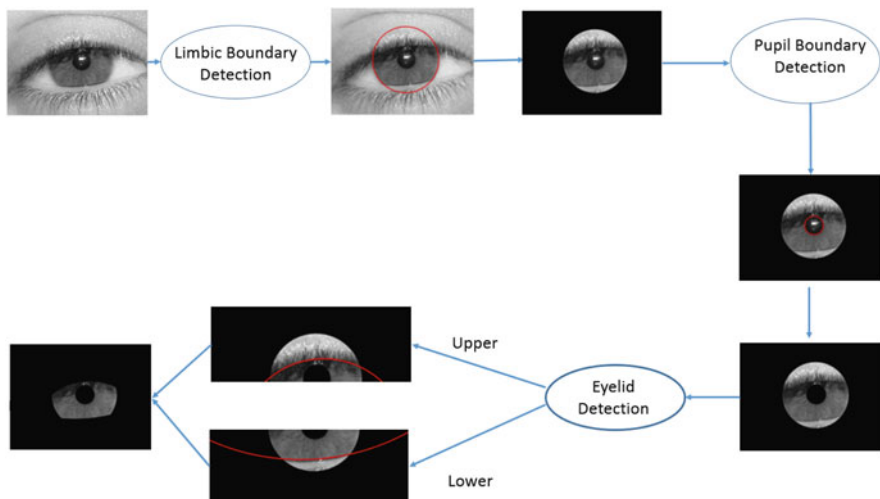 Limbic Boundary
Detection
Pupil Boundary
Detection
Upper
Eyelid
Detection
Lower